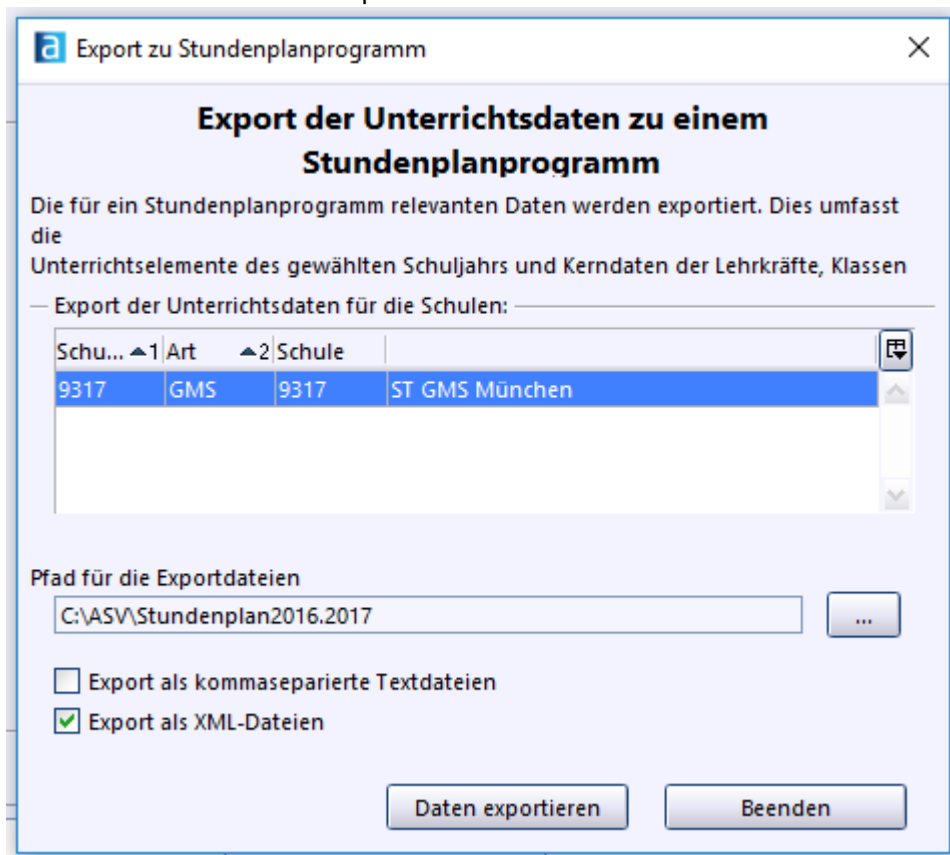 Export zu Stundenplanprogramm
Export der Unterrichtsdaten zu einem
Stundenplanprogramm
Die für ein Stundenplanprogramm relevanten Daten werden exportiert. Dies umfasst
die
Unterrichtselemente des gewählten Schuljahrs und Kerndaten der Lehrkräfte, Klassen
Export der Unterrichtsdaten für die Schulen:
Schu... ▲1 Art ▲2 Schule
9317 GMS 9317 ST GMS München
Pfad für die Exportdateien
C:\ASV\Stundenplan2016.2017 ...
Export als kommaseparierte Textdateien
Export als XML-Dateien
Daten exportieren Beenden